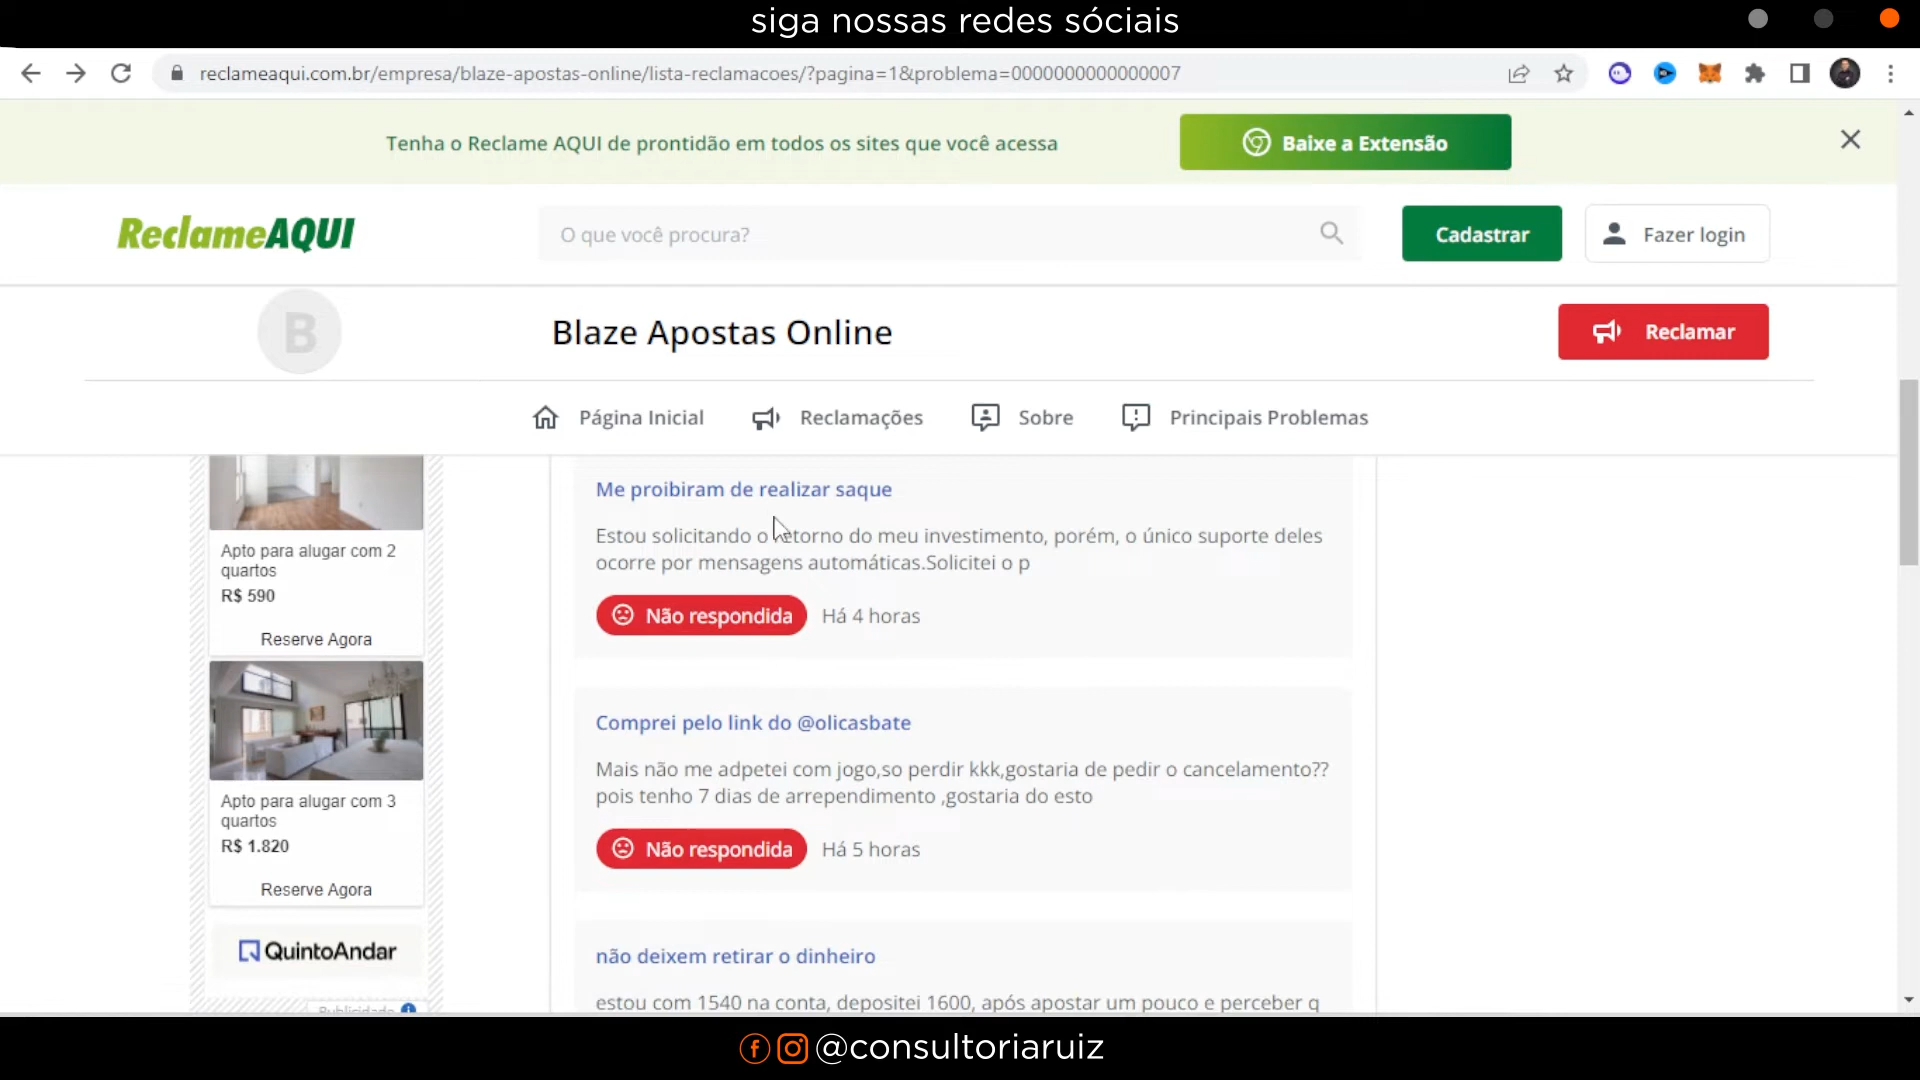 siga nossas redes sóciais
reclameaqui.com.br/empresa/blaze-apostas-online/lista-reclamacoes/?pagina=1&problema=0000000000000007
Tenha o Reclame AQUI de prontidão em todos os sites que você acessa
Baixe a Extensão
ReclameAQUI
O que você procura?
Cadastrar
Fazer login
B
Blaze Apostas Online
Reclamar
Página Inicial
Reclamações
Sobre
Principais Problemas
Apto para alugar com 2
quartos
R$ 590
Reserve Agora
Apto para alugar com 3
quartos
R$ 1.820
Reserve Agora
QuintoAndar
Publicidade
Me proibiram de realizar saque
Estou solicitando o retorno do meu investimento, porém, o único suporte deles
ocorre por mensagens automáticas.Solicitei o p
Não respondida
Há 4 horas
Comprei pelo link do @olicasbate
Mais não me adpetei com jogo,so perdir kkk,gostaria de pedir o cancelamento??
pois tenho 7 dias de arrependimento ,gostaria do esto
Não respondida
Há 5 horas
não deixem retirar o dinheiro
estou com 1540 na conta, depositei 1600, após apostar um pouco e perceber q
@consultoriaruiz